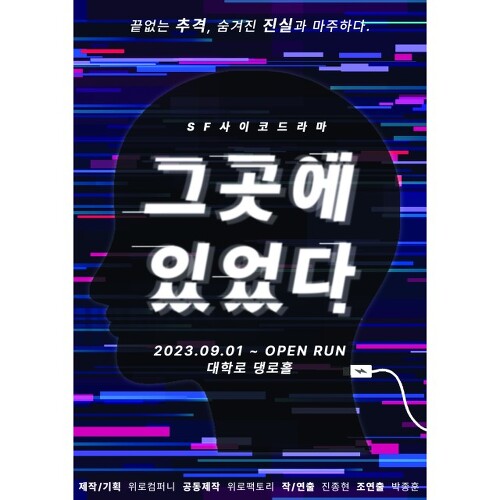 끝없는 추격, 숨겨진 진실과 마주하다.
SF사이코드라마
그곳에
있었다
2023.09.01 ~ OPEN RUN
대학로 댕로홀
제작/기획 위로컴퍼니 공동제작 위로팩토리 작/연출 진종현 조연출 박종훈